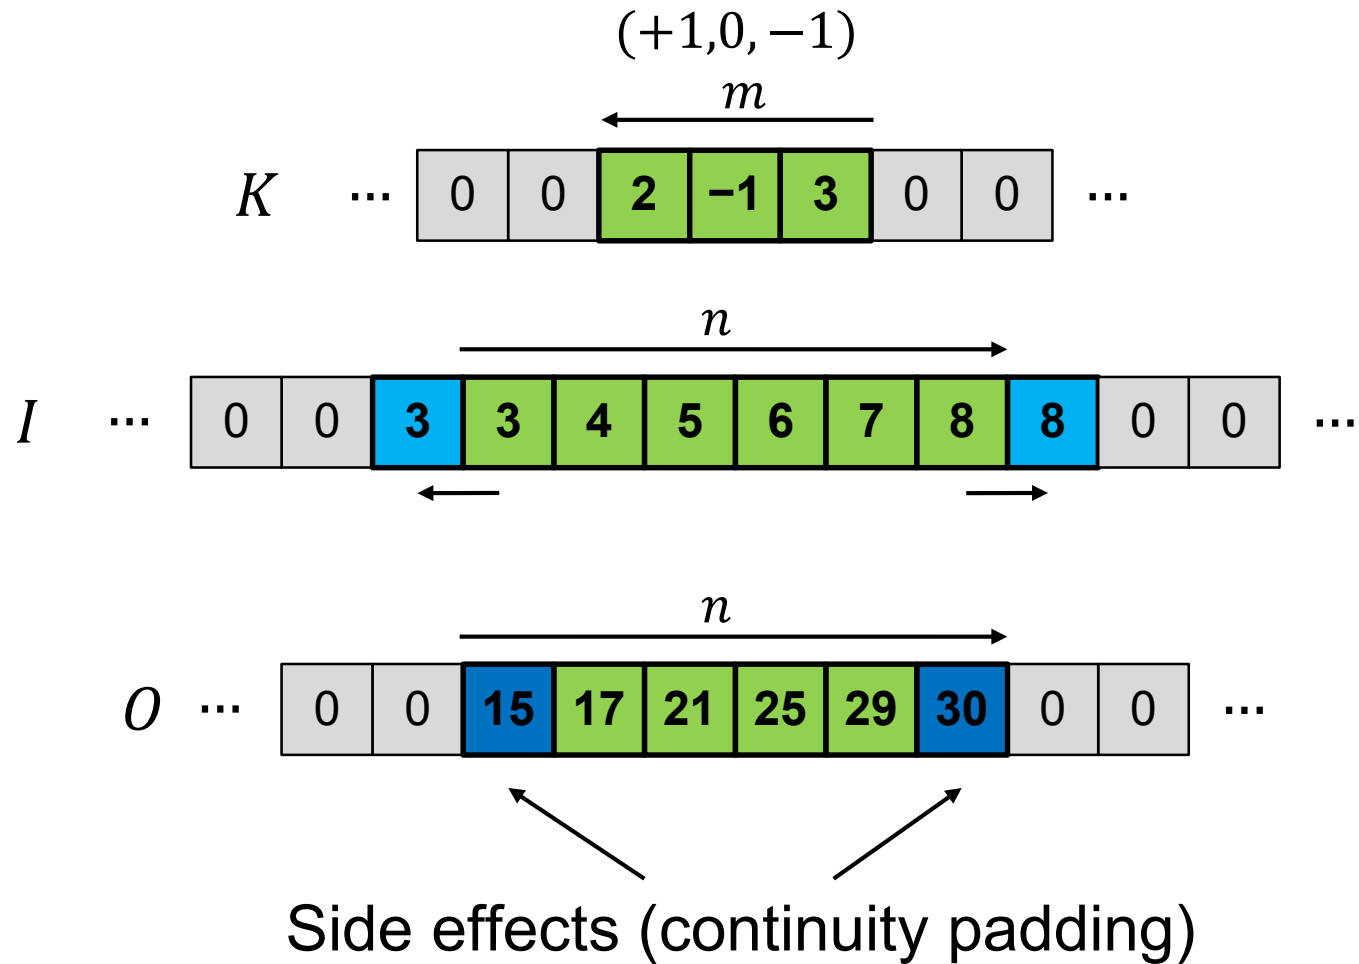 (+1,0,−1)
m
K ... 0 0 2 −1 3 0 0 ...
n
I ... 0 0 3 3 4 5 6 7 8 8 0 0 ...
n
O ... 0 0 15 17 21 25 29 30 0 0 ...
Side effects (continuity padding)